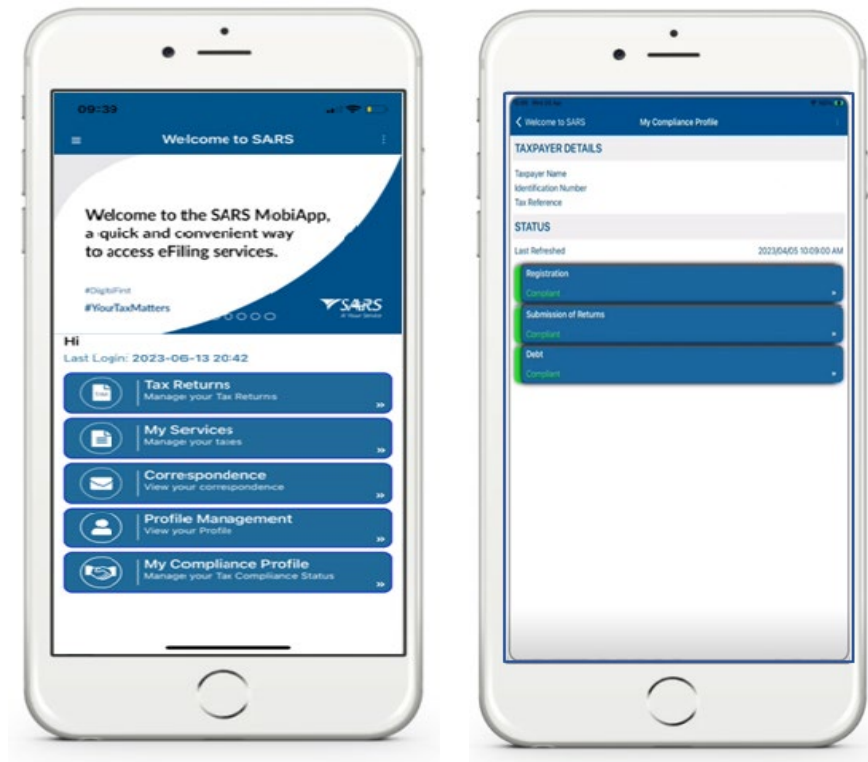 09:39
Welcome to SARS
Welcome to the SARS MobiApp,
a quick and convenient way
to access eFiling services.
#DigitalFirst
#YourTaxMatters
SARS
At Your Service
Hi
Last Login: 2023-06-13 20:42
Tax Returns
Manage your Tax Returns
»
My Services
Manage your taxes
»
Correspondence
View your correspondence
»
Profile Management
View your Profile
»
My Compliance Profile
Manage your Tax Compliance Status
»
Welcome to SARS
My Compliance Profile
TAXPAYER DETAILS
Taxpayer Name
Identification Number
Tax Reference
STATUS
Last Refreshed 2023/04/05 10:09:00 AM
Registration
Compliant »
Submission of Returns
Compliant »
Debt
Compliant »